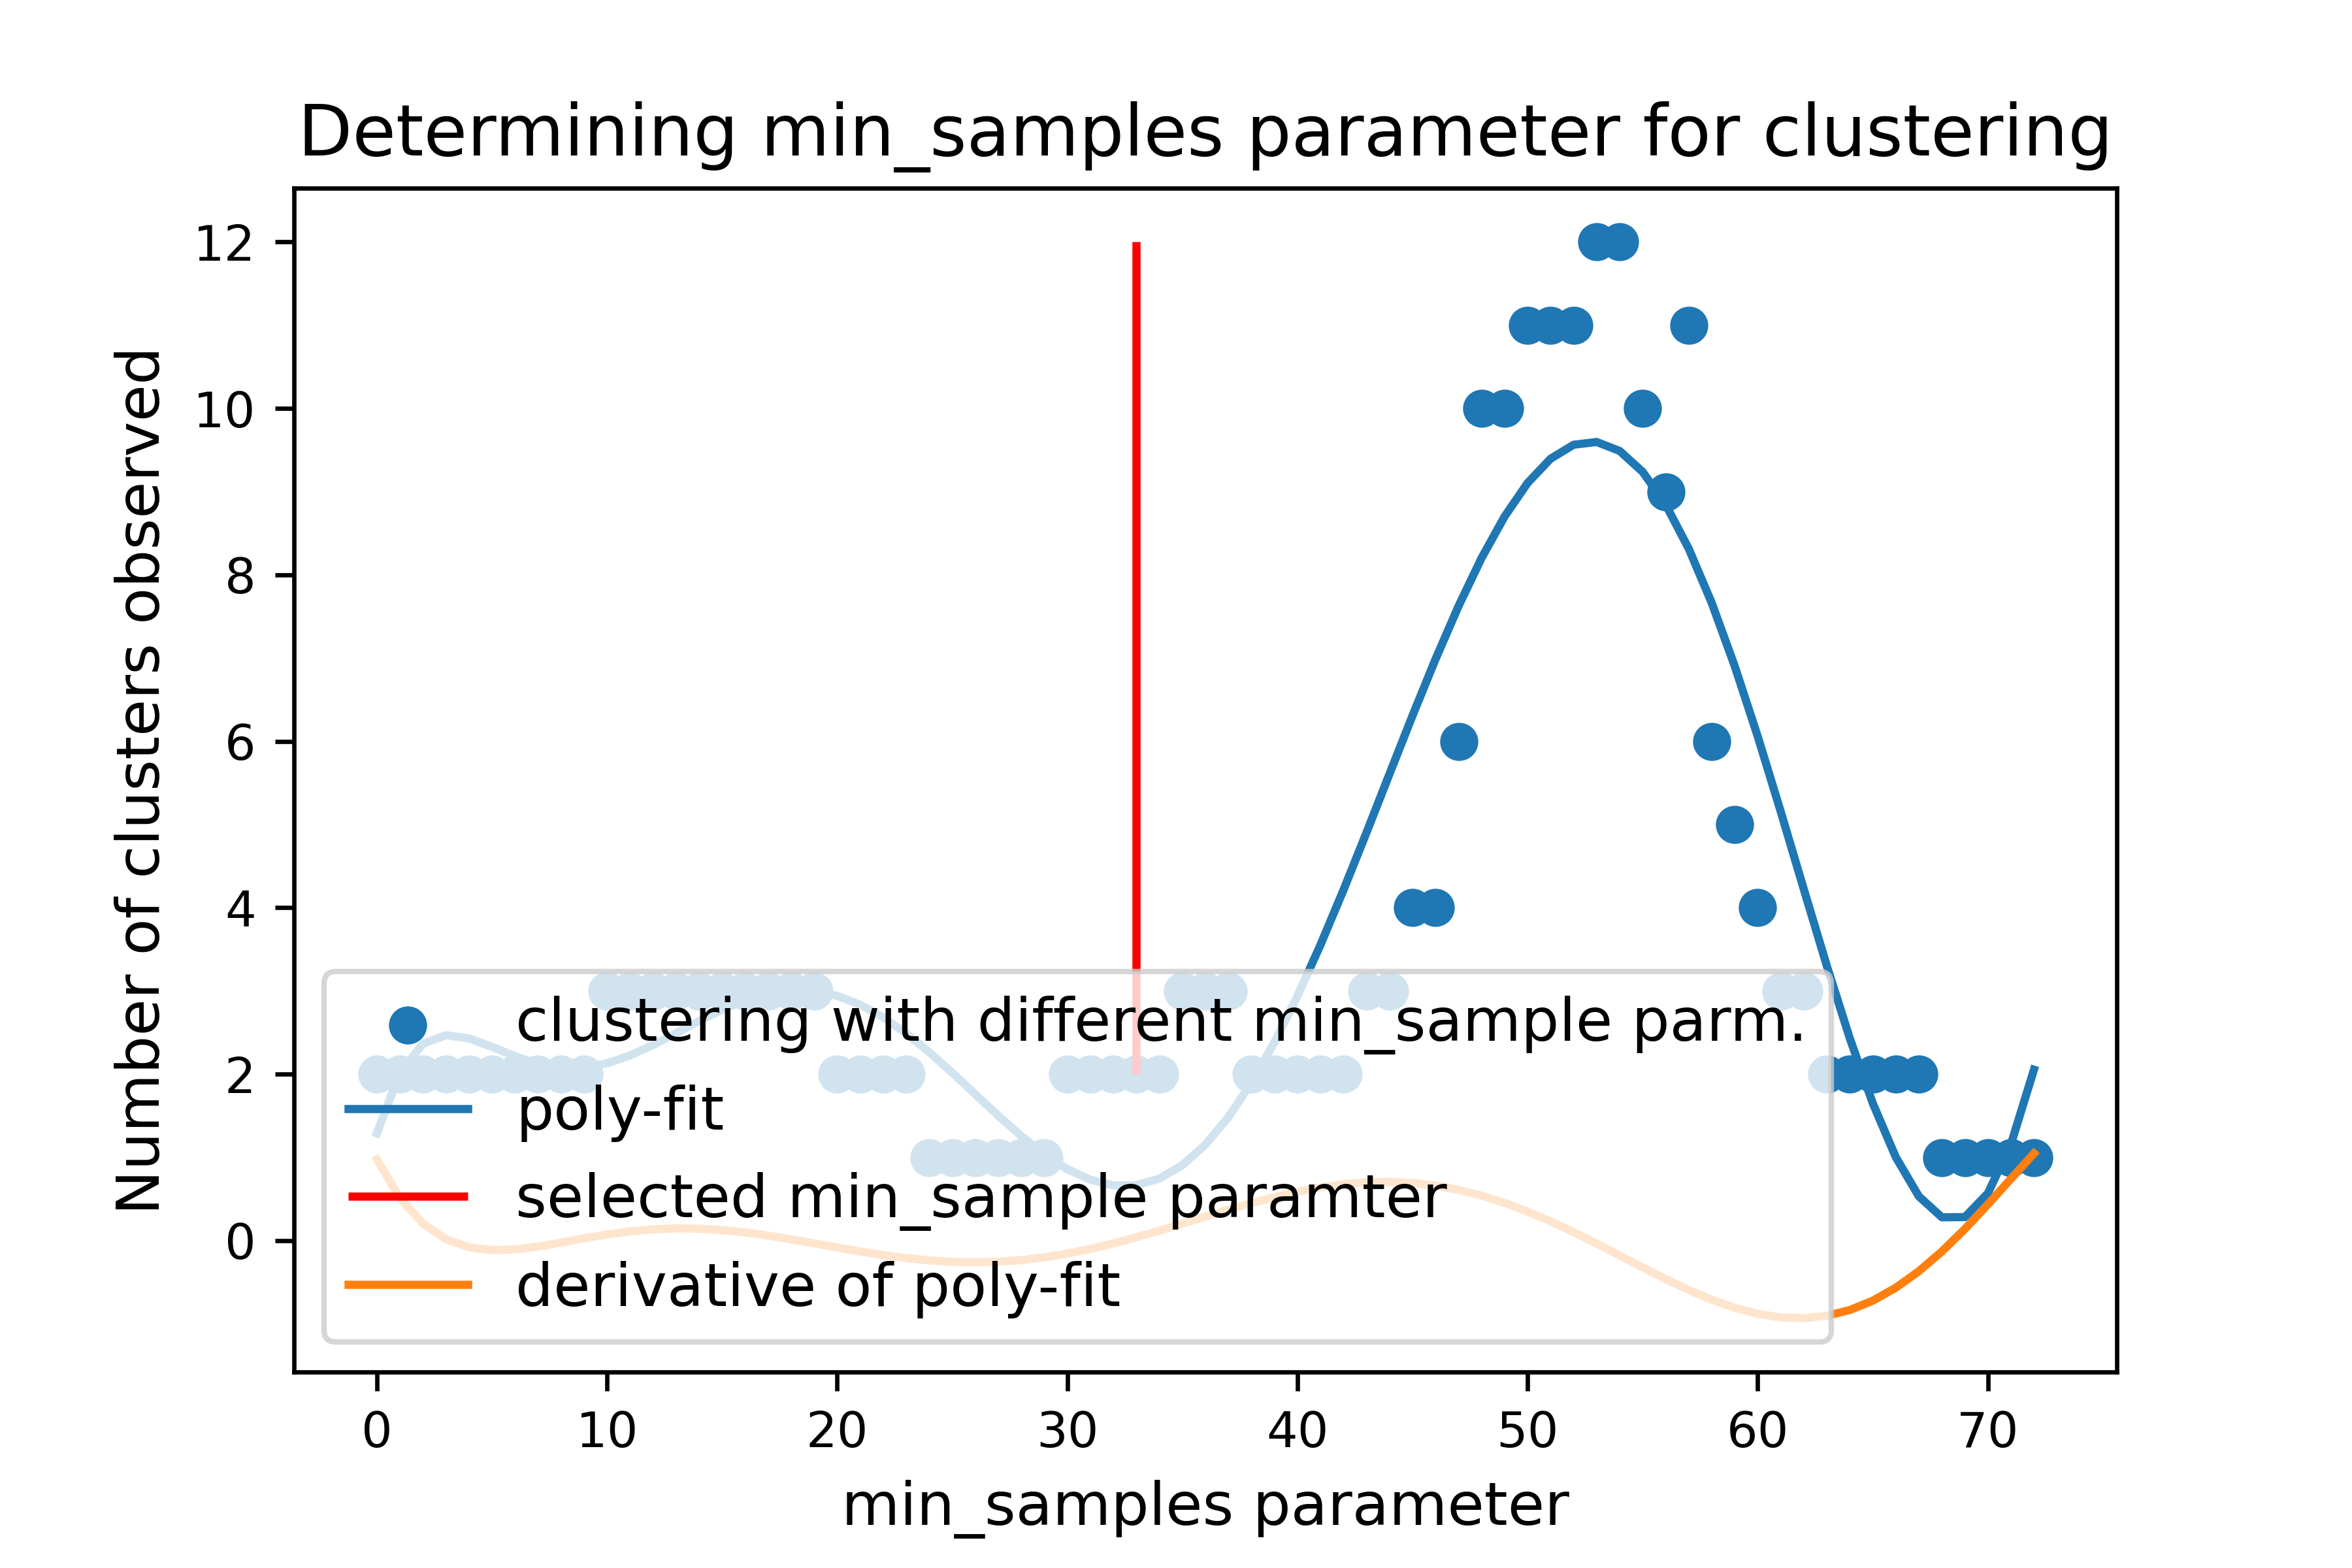 Determining min_samples parameter for clustering
Number of clusters observed
12
10
8
6
4
2
0
clustering with different min_sample parm.
poly-fit
selected min_sample paramter
derivative of poly-fit
0 10 20 30 40 50 60 70
min_samples parameter